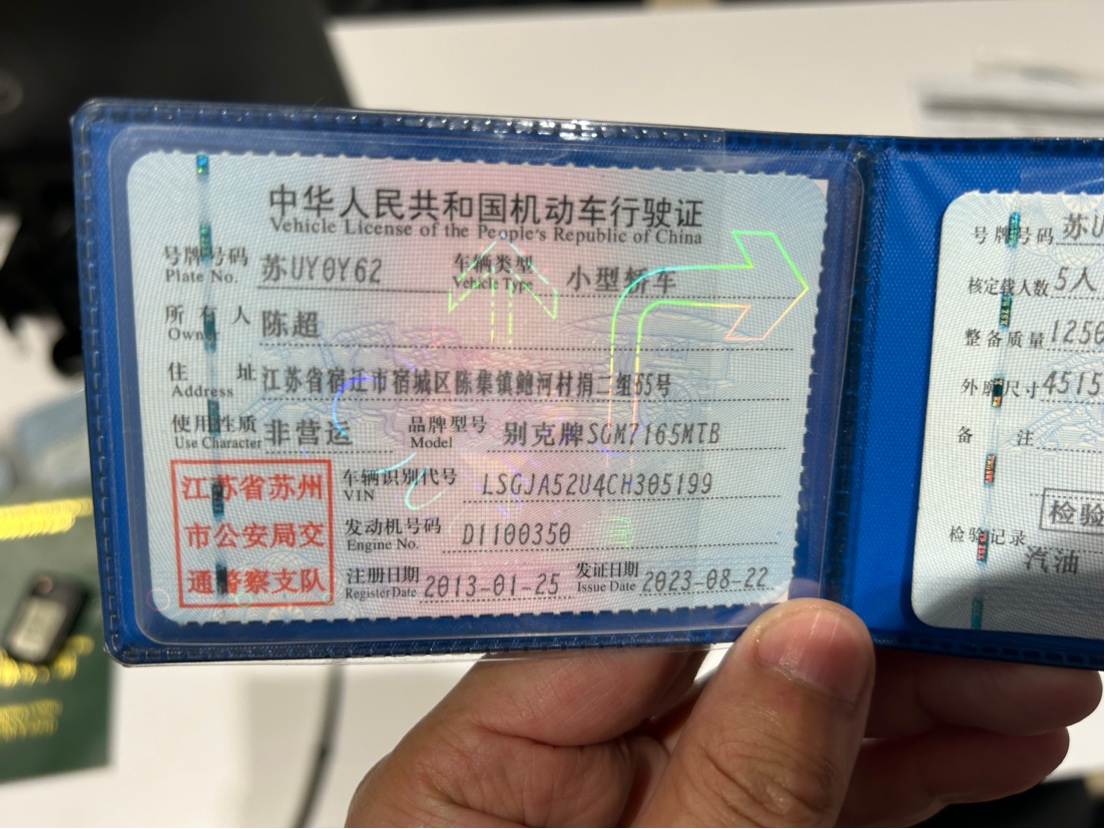 中华人民共和国机动车行驶证
Vehicle License of the People's Republic of China
号牌号码 苏UY0Y62 车辆类型 小型轿车
Plate No. Vehicle Type
所有人 陈超
Owner
住址 江苏省宿迁市宿城区陈集镇鲍河村捐二组65号
Address
使用性质 非营运 品牌型号 别克牌SGM7165MTB
Use Character Model
江苏省苏州
市公安局交
通警察支队
车辆识别代号 LSGJA52U4CH305199
VIN
发动机号码 D1100350
Engine No.
注册日期 2013-01-25 发证日期 2023-08-22
Register Date Issue Date
号牌号码 苏U
核定载人数 5人
整备质量 1250
外廓尺寸 4515
备注
检验
检验记录
汽油